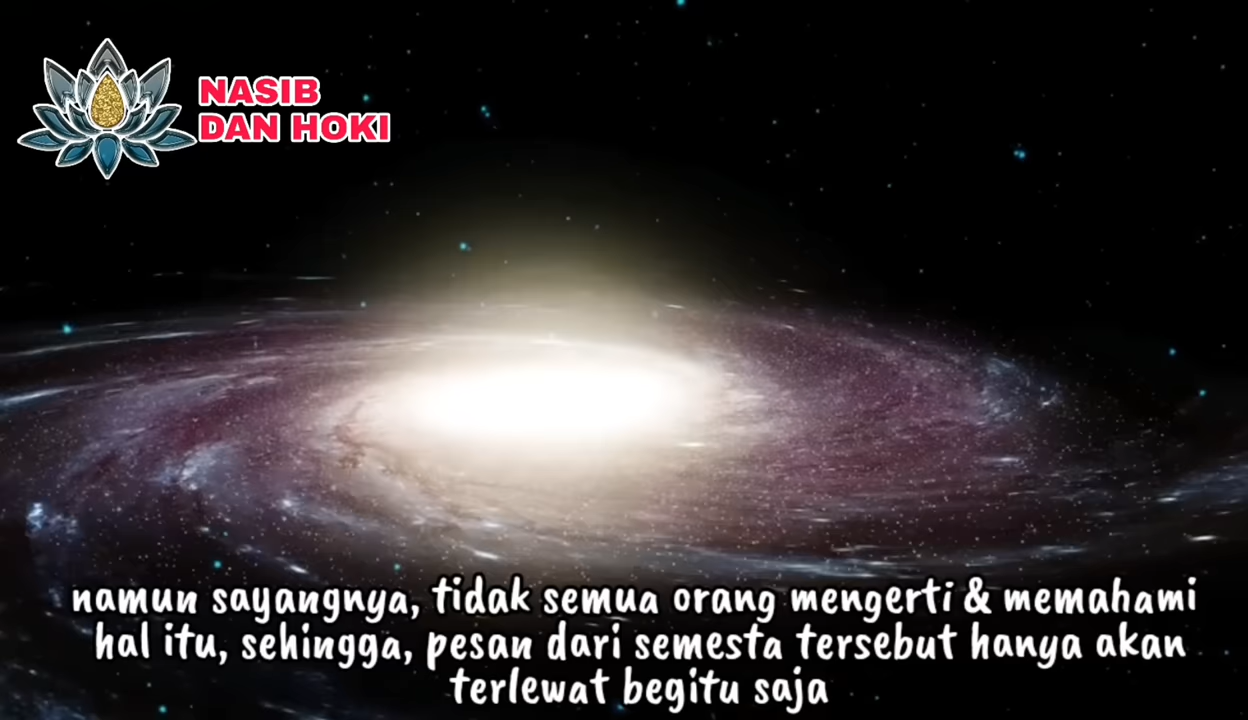 NASIB
DAN HOKI
namun sayangnya, tidak semua orang mengerti & memahami
hal itu, sehingga, pesan dari semesta tersebut hanya akan
terlewat begitu saja